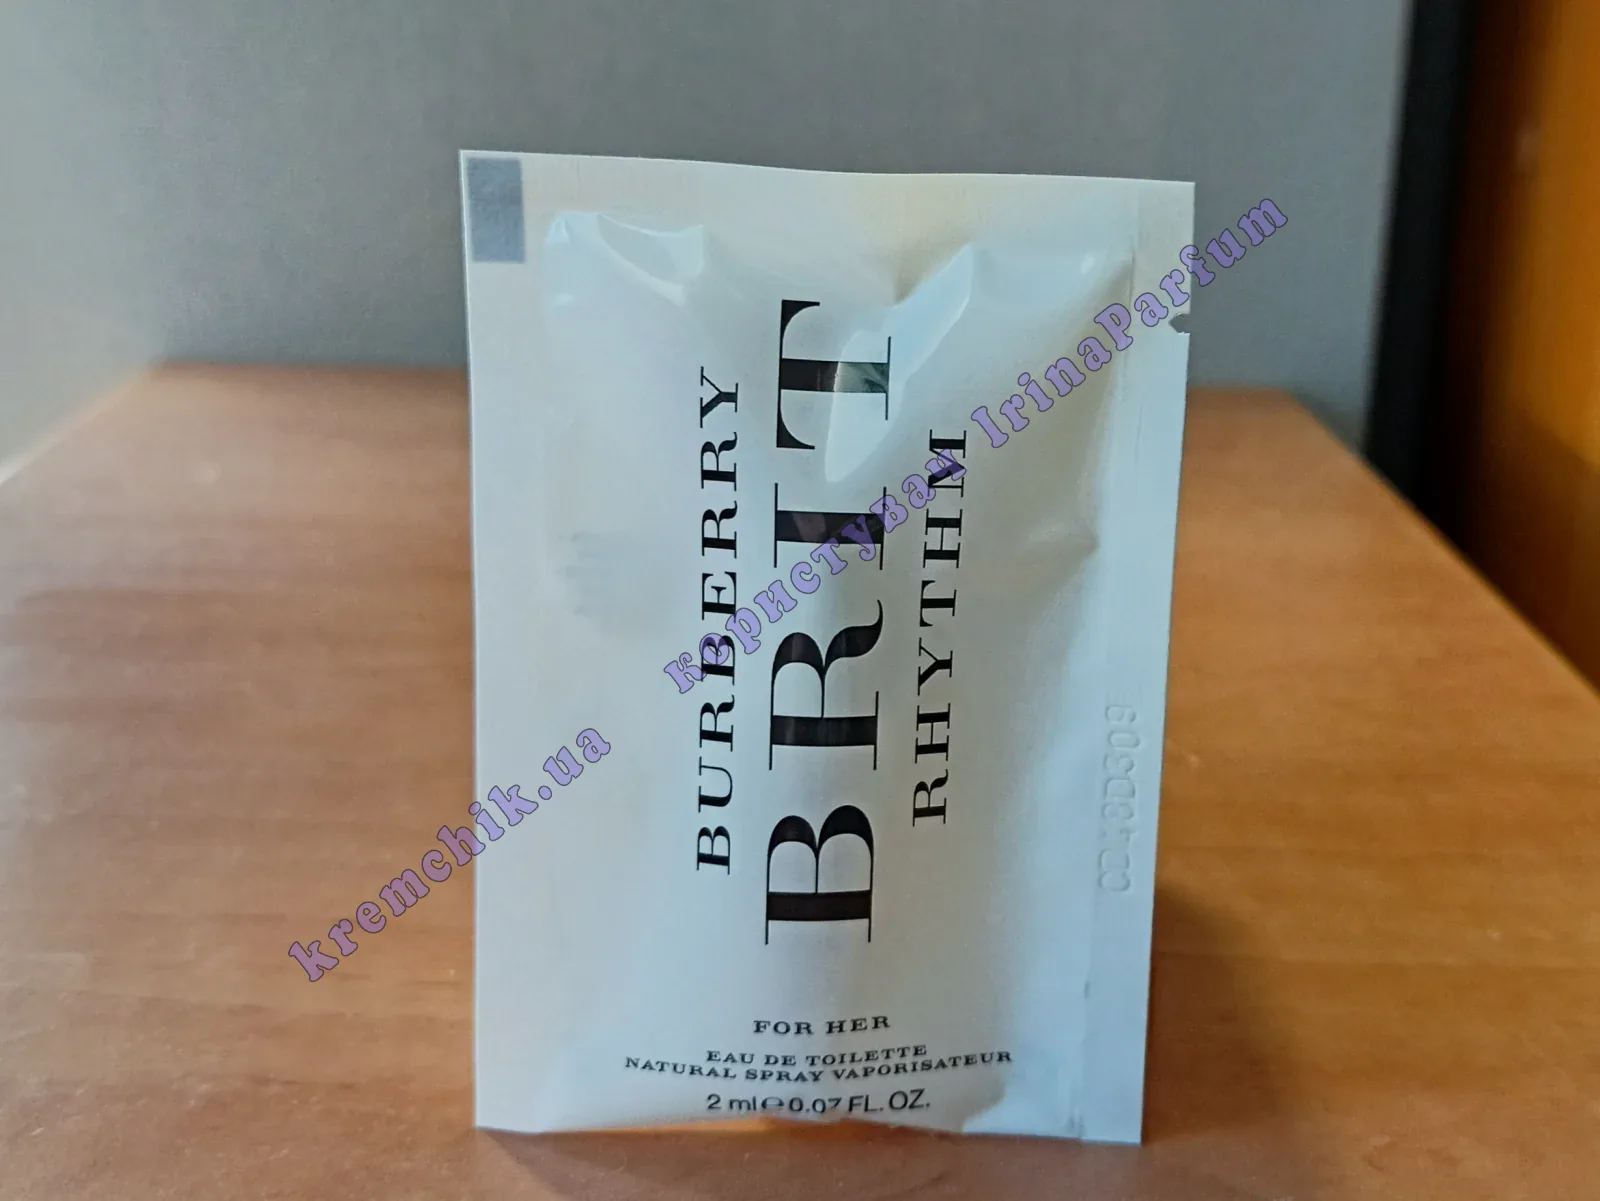 BURBERRY
BRIT
RHYTHM
FOR HER
EAU DE TOILETTE
NATURAL SPRAY VAPORISATEUR
2 ml ℮ 0.07 FL. OZ.
kremchik.ua користувач IrinaParfum